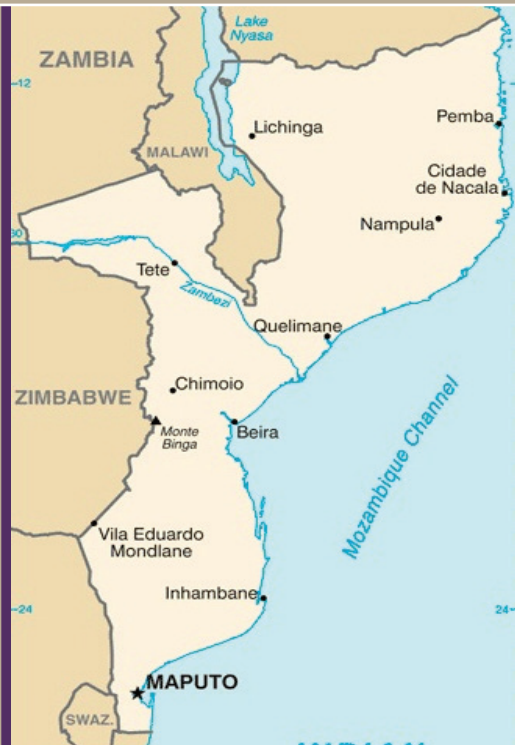 Lake
Nyasa
ZAMBIA
12
Lichinga
Pemba
MALAWI
Cidade
de Nacala
Nampula
30
Tete
Zambezi
Quelimane
Chimoio
ZIMBABWE
Monte
Binga
Beira
Mozambique Channel
Vila Eduardo
Mondlane
Inhambane
24
24
MAPUTO
SWAZ.